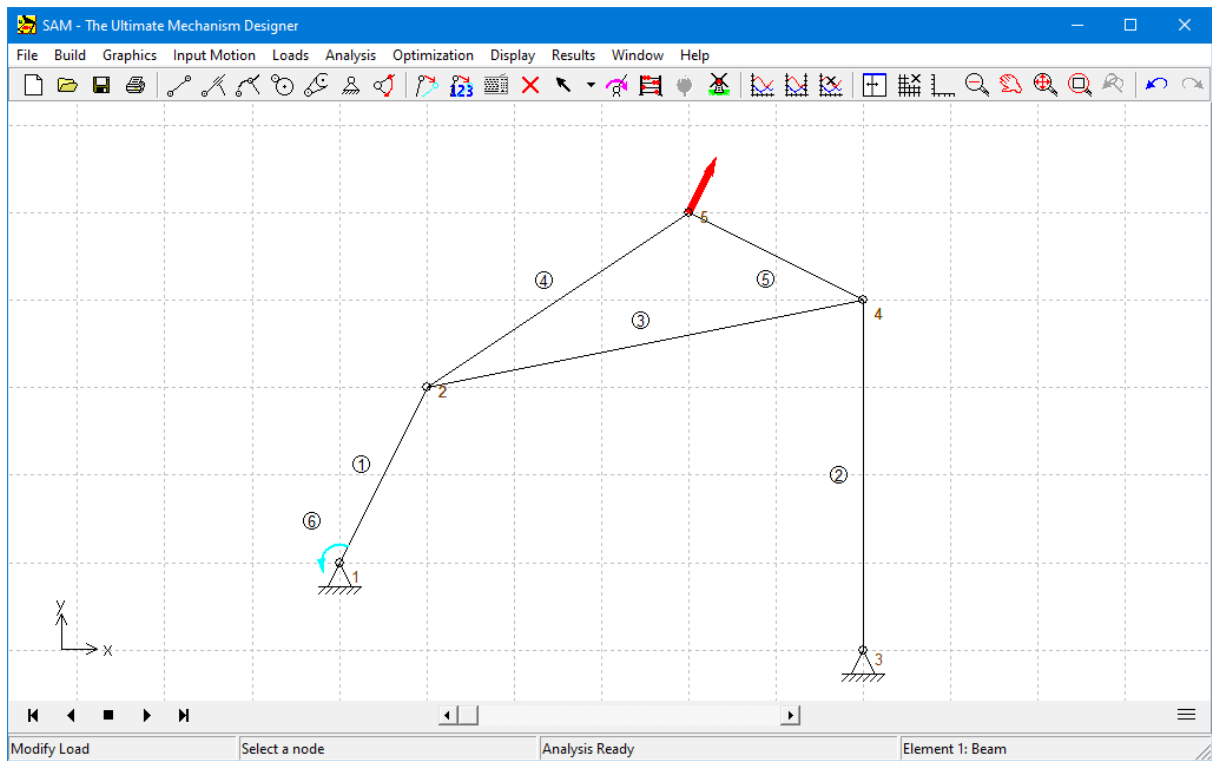 SAM - The Ultimate Mechanism Designer
File Build Graphics Input Motion Loads Analysis Optimization Display Results Window Help
123
5
④
⑤
③
4
2
①
②
⑥
1
y
x
3
Modify Load Select a node Analysis Ready Element 1: Beam